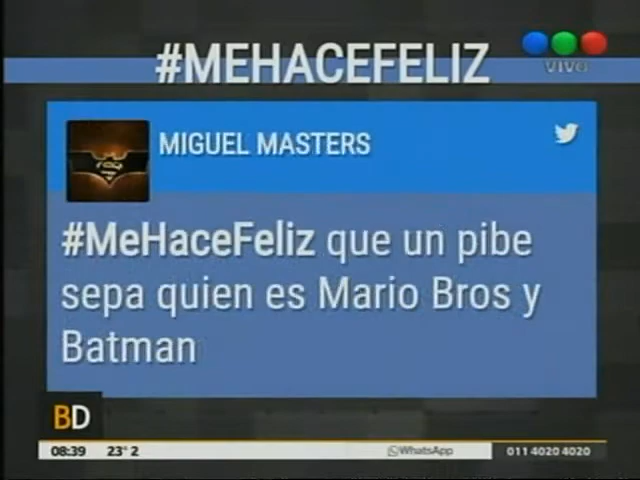 #MEHACEFELIZ
VIVO
MIGUEL MASTERS
#MeHaceFeliz que un pibe
sepa quien es Mario Bros y
Batman
BD
08:39 23° 2 WhatsApp 011 4020 4020